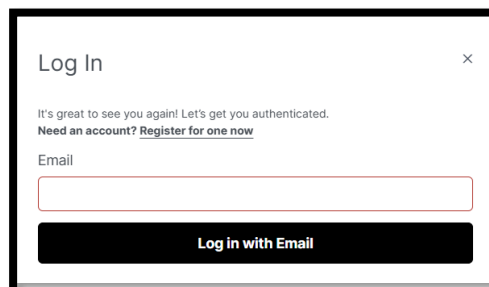 Log In
It's great to see you again! Let’s get you authenticated.
Need an account? Register for one now
Email
Log in with Email